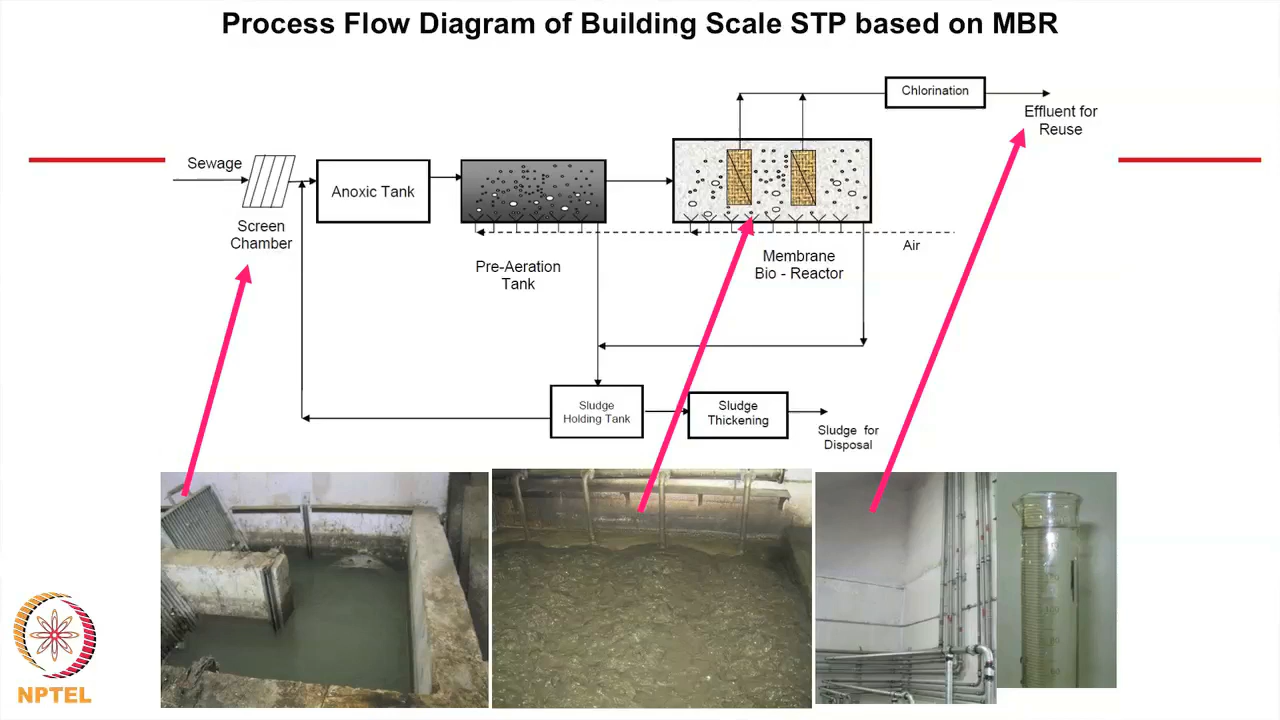 Process Flow Diagram of Building Scale STP based on MBR
Chlorination
Effluent for
Reuse
Sewage
Anoxic Tank
Screen
Chamber
Pre-Aeration
Tank
Membrane
Bio - Reactor
Air
Sludge
Holding Tank
Sludge
Thickening
Sludge for
Disposal
NPTEL